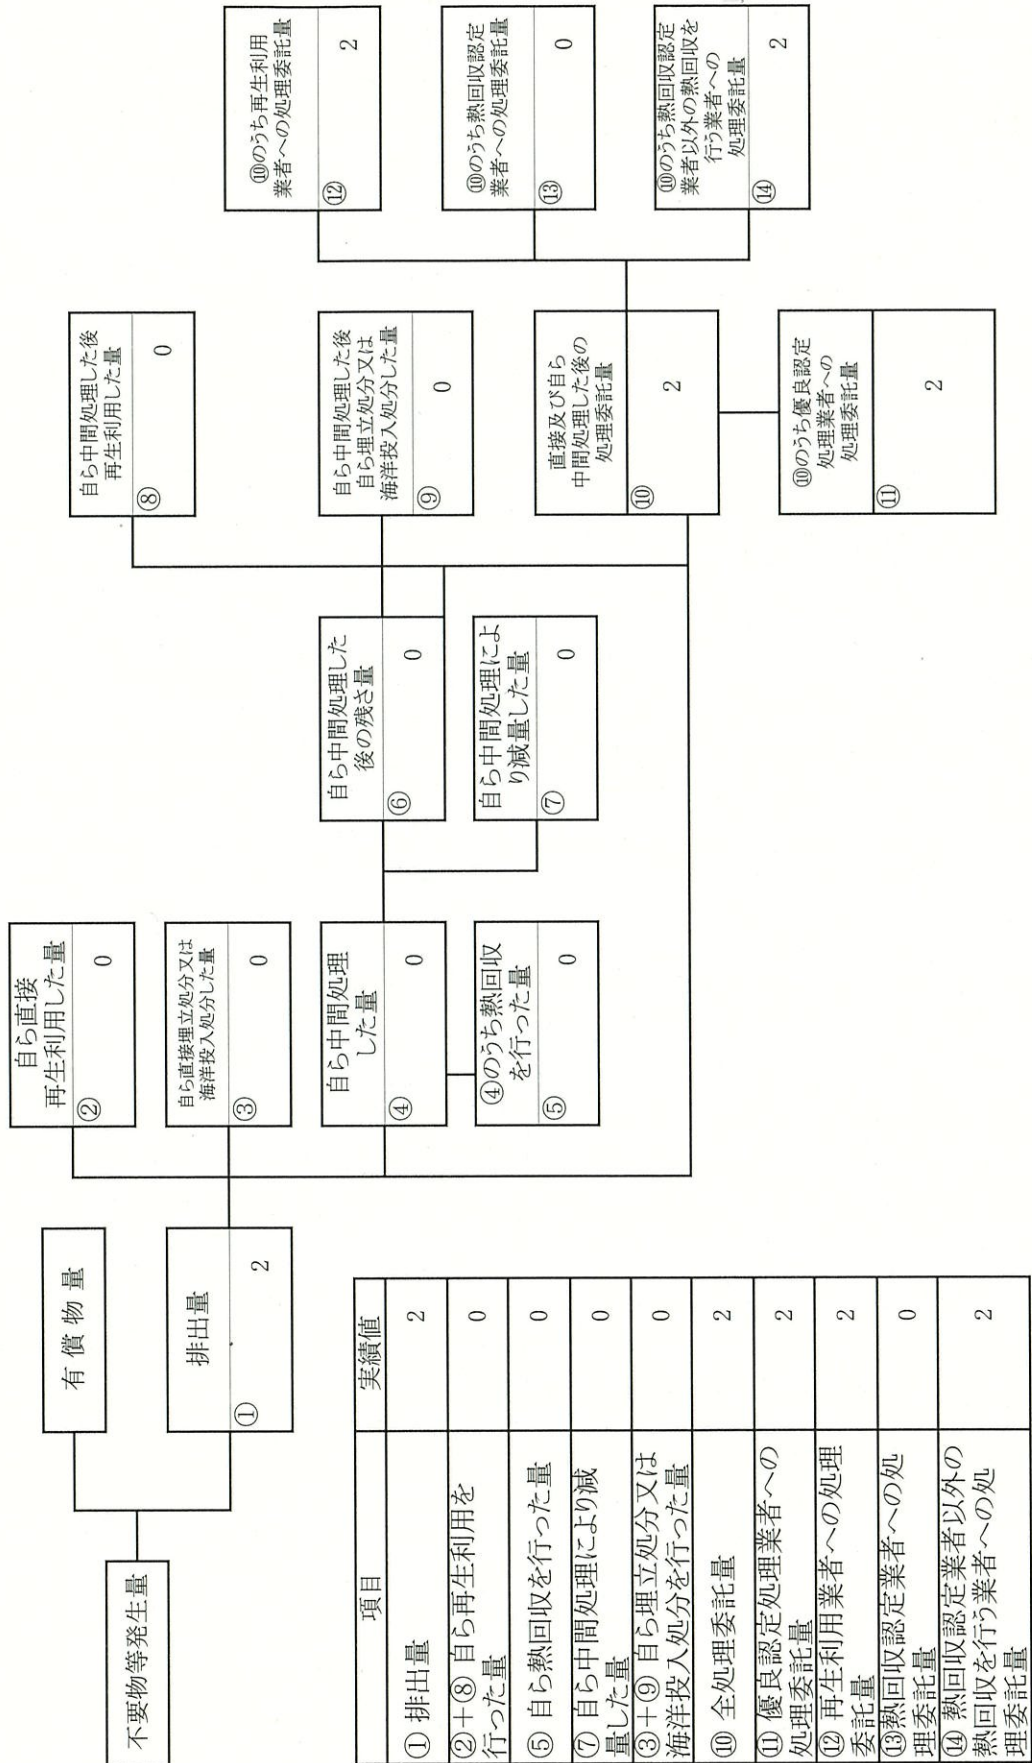 不要物等発生量
有償物量
排出量
① 2
自ら直接
再生利用した量
② 0
自ら直接埋立処分又は
海洋投入処分した量
③ 0
自ら中間処理
した量
④ 0
④のうち熱回収
を行った量
⑤ 0
自ら中間処理した
後の残さ量
⑥ 0
自ら中間処理によ
り減量した量
⑦ 0
自ら中間処理した後
再生利用した量
⑧ 0
自ら中間処理した後
自ら埋立処分又は
海洋投入処分した量
⑨ 0
直接及び自ら
中間処理した後の
処理委託量
⑩ 2
⑩のうち優良認定
処理業者への
処理委託量
⑪ 2
⑩のうち再生利用
業者への処理委託量
⑫ 2
⑩のうち熱回収認定
業者への処理委託量
⑬ 0
⑩のうち熱回収認定
業者以外の熱回収を
行う業者への
処理委託量
⑭ 2
項目 実績値
① 排出量 2
②+⑧ 自ら再生利用を
行った量 0
⑤ 自ら熱回収を行った量 0
⑦ 自ら中間処理により減
量した量 0
③+⑨ 自ら埋立処分又は
海洋投入処分を行った量 0
⑩ 全処理委託量 2
⑪ 優良認定処理業者への
処理委託量 2
⑫ 再生利用業者への処理
委託量 2
⑬熱回収認定業者への処
理委託量 0
⑭ 熱回収認定業者以外の
熱回収を行う業者への処
理委託量 2